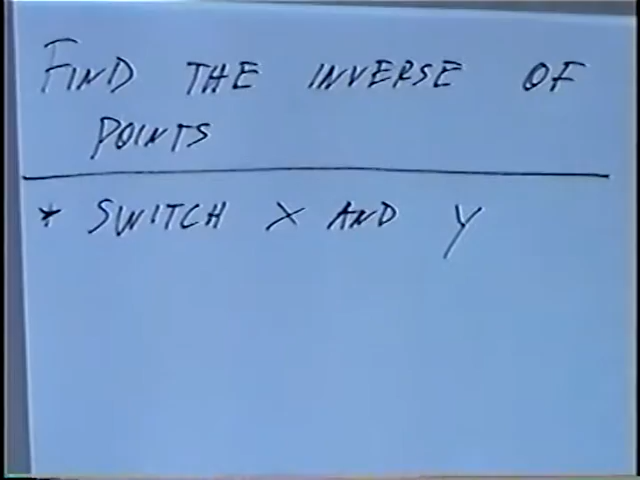 FIND THE INVERSE OF
POINTS
* SWITCH X AND Y